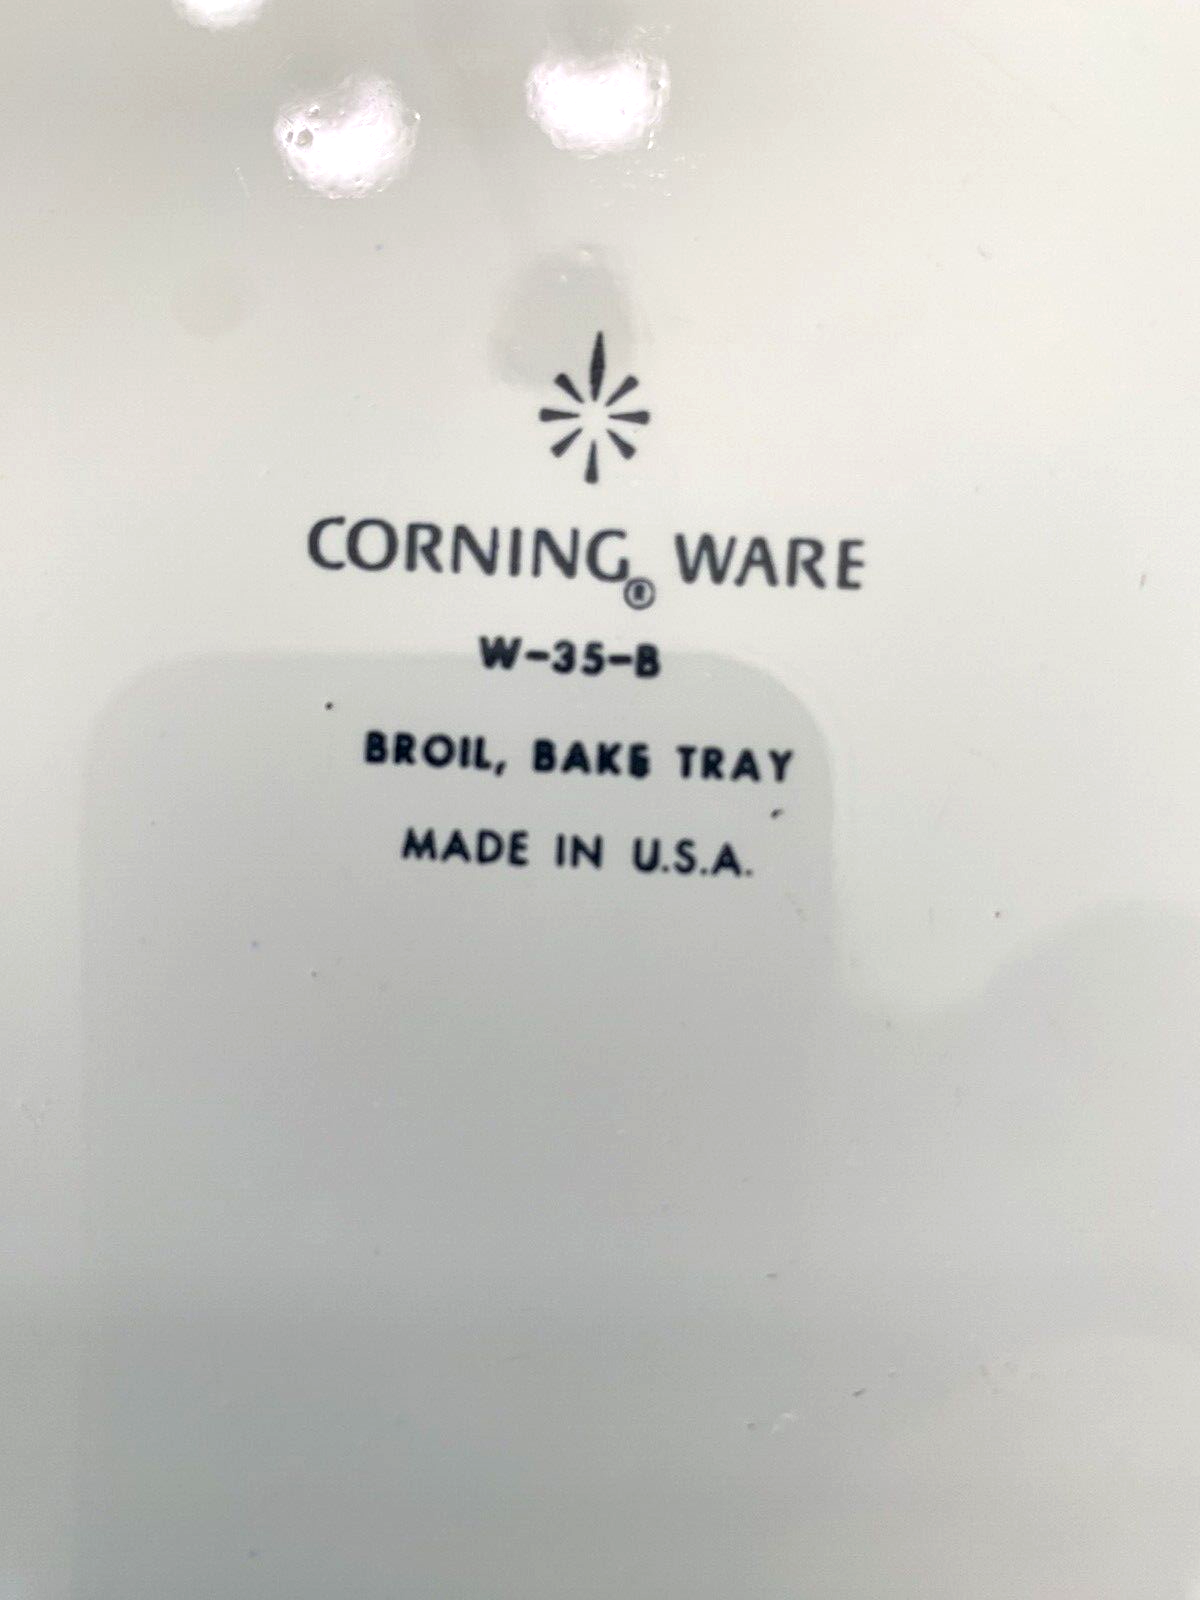 CORNING® WARE
W-35-B
BROIL, BAKE TRAY
MADE IN U.S.A.